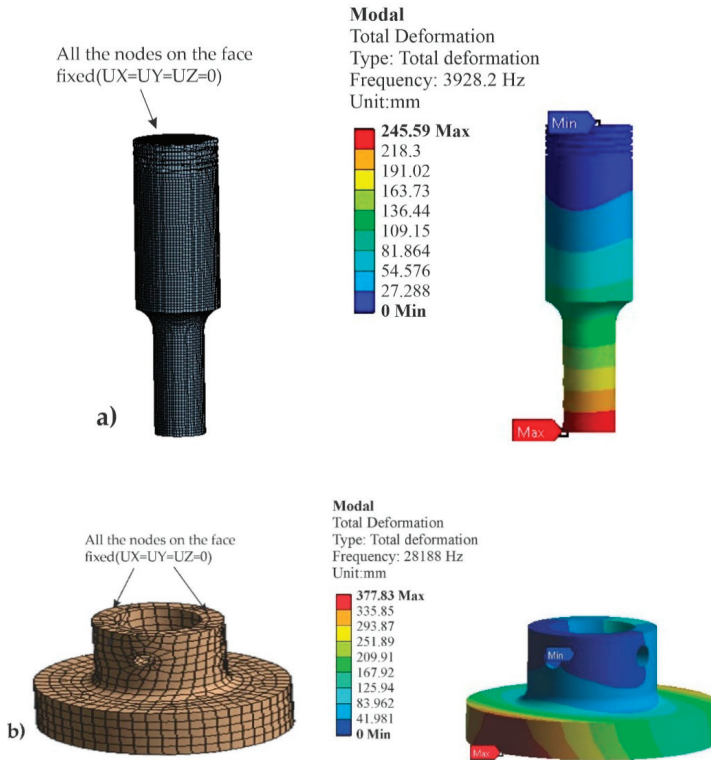 All the nodes on the face
fixed(UX=UY=UZ=0)
Modal
Total Deformation
Type: Total deformation
Frequency: 3928.2 Hz
Unit:mm
245.59 Max
218.3
191.02
163.73
136.44
109.15
81.864
54.576
27.288
0 Min
Min
Max
a)
All the nodes on the face
fixed(UX=UY=UZ=0)
Modal
Total Deformation
Type: Total deformation
Frequency: 28188 Hz
Unit:mm
377.83 Max
335.85
293.87
251.89
209.91
167.92
125.94
83.962
41.981
0 Min
Min
Max
b)